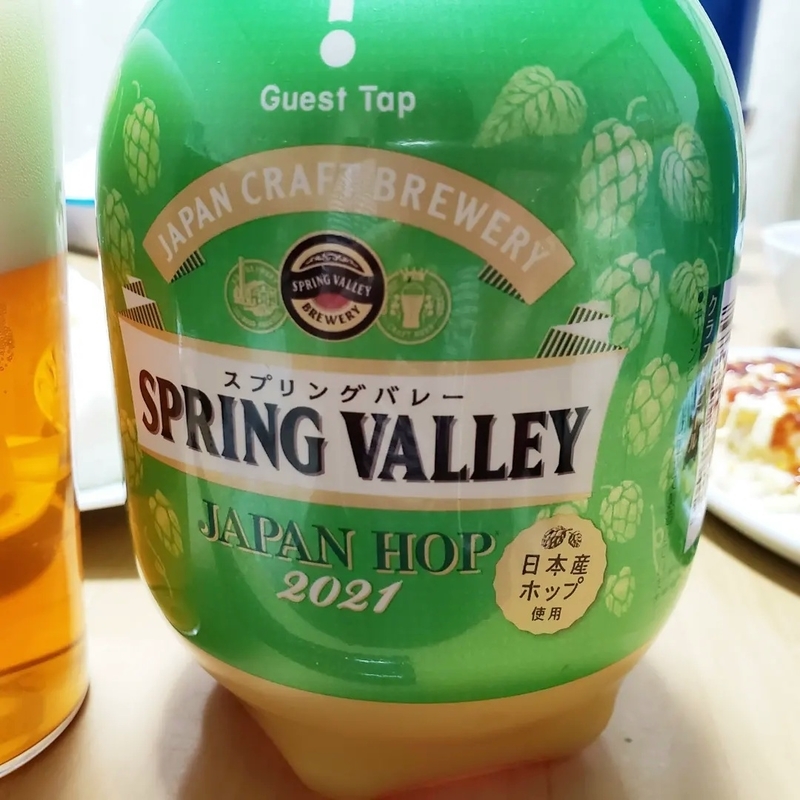 Guest Tap
JAPAN CRAFT BREWERY
SPRING VALLEY
BREWERY
スプリングバレー
SPRING VALLEY
JAPAN HOP
2021
日本産
ホップ
使用